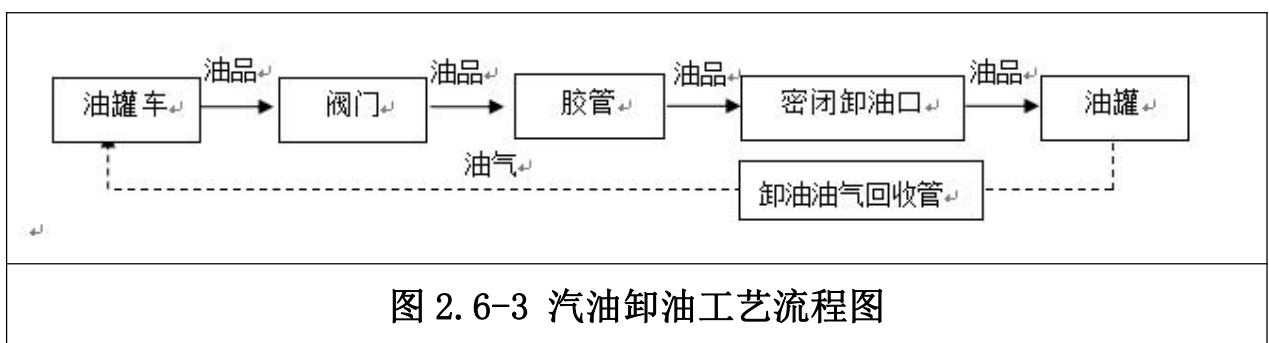 油品 油品 油品 油品
油罐车 阀门 胶管 密闭卸油口 油罐
油气
卸油油气回收管
图 2.6-3 汽油卸油工艺流程图